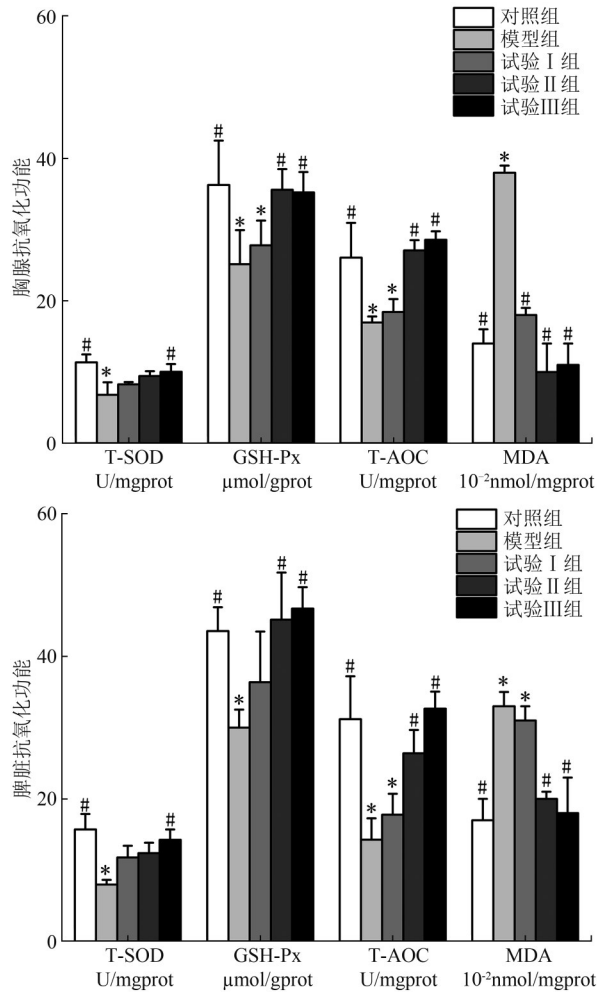 60
40
20
0
胸腺抗氧化功能
对照组
模型组
试验Ⅰ组
试验Ⅱ组
试验Ⅲ组
# * #
# * * # #
# * * # #
# * # # #
T-SOD GSH-Px T-AOC MDA
U/mgprot μmol/gprot U/mgprot 10⁻²nmol/mgprot
60
40
20
0
脾脏抗氧化功能
对照组
模型组
试验Ⅰ组
试验Ⅱ组
试验Ⅲ组
# * #
# * # #
# * * # #
# * * # #
T-SOD GSH-Px T-AOC MDA
U/mgprot μmol/gprot U/mgprot 10⁻²nmol/mgprot